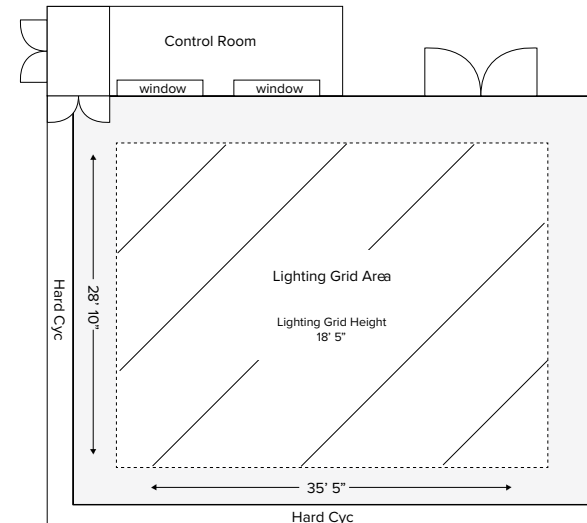 Control Room
window
window
Lighting Grid Area
Lighting Grid Height
18’ 5”
Hard Cyc
28’ 10”
35’ 5”
Hard Cyc